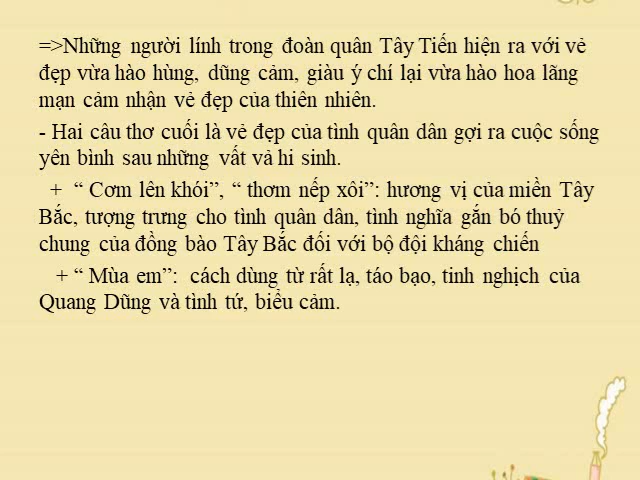 =>Những người lính trong đoàn quân Tây Tiến hiện ra với vẻ
đẹp vừa hào hùng, dũng cảm, giàu ý chí lại vừa hào hoa lãng
mạn cảm nhận vẻ đẹp của thiên nhiên.
- Hai câu thơ cuối là vẻ đẹp của tình quân dân gợi ra cuộc sống
yên bình sau những vất vả hi sinh.
+ “ Cơm lên khói”, “ thơm nếp xôi”: hương vị của miền Tây
Bắc, tượng trưng cho tình quân dân, tình nghĩa gắn bó thuỷ
chung của đồng bào Tây Bắc đối với bộ đội kháng chiến
+ “ Mùa em”: cách dùng từ rất lạ, táo bạo, tinh nghịch của
Quang Dũng và tình tứ, biểu cảm.